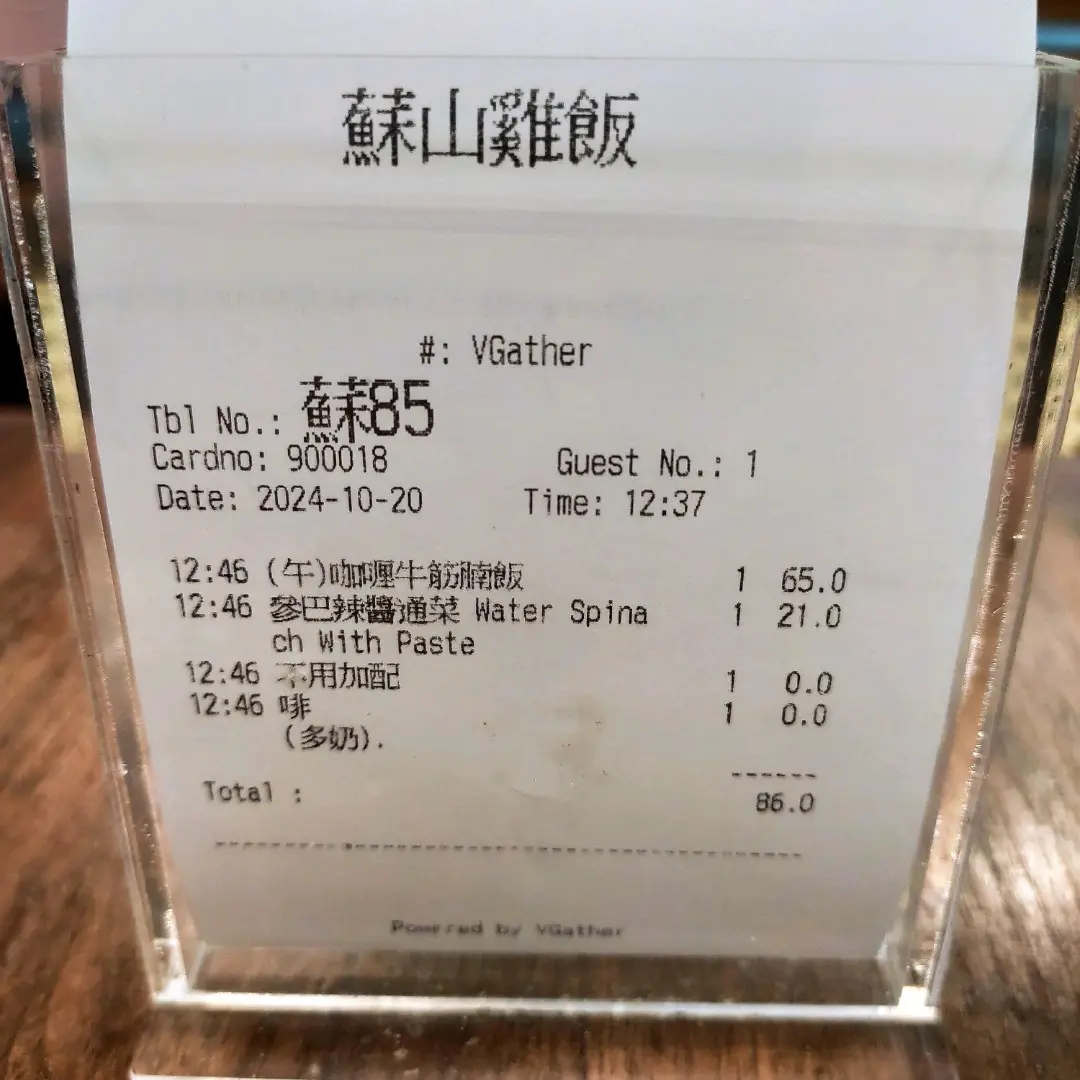 蘇山雞飯
#: VGather
Tbl No.: 蘇85
Cardno: 900018 Guest No.: 1
Date: 2024-10-20 Time: 12:37
12:46 (午)咖喱牛筋腩飯 1 65.0
12:46 參巴辣醬通菜 Water Spina 1 21.0
ch With Paste
12:46 不用加配 1 0.0
12:46 啡 1 0.0
(多奶).
------
Total : 86.0
Powered by VGather